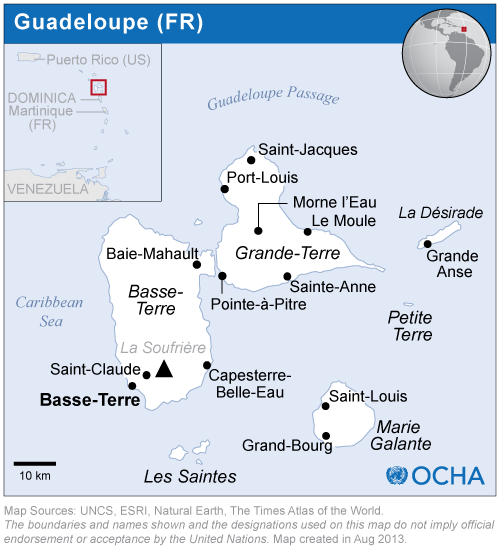 Guadeloupe (FR)
Puerto Rico (US)
DOMINICA
Martinique
(FR)
VENEZUELA
Guadeloupe Passage
Saint-Jacques
Port-Louis
Morne l'Eau
Le Moule
La Désirade
Baie-Mahault
Grande-Terre
Grande
Anse
Basse-
Terre
Pointe-à-Pitre
Sainte-Anne
Caribbean
Sea
Petite
Terre
La Soufrière
Saint-Claude
Capesterre-
Belle-Eau
Basse-Terre
Saint-Louis
Marie
Galante
Grand-Bourg
Les Saintes
10 km
OCHA
Map Sources: UNCS, ESRI, Natural Earth, The Times Atlas of the World.
The boundaries and names shown and the designations used on this map do not imply official
endorsement or acceptance by the United Nations. Map created in Aug 2013.